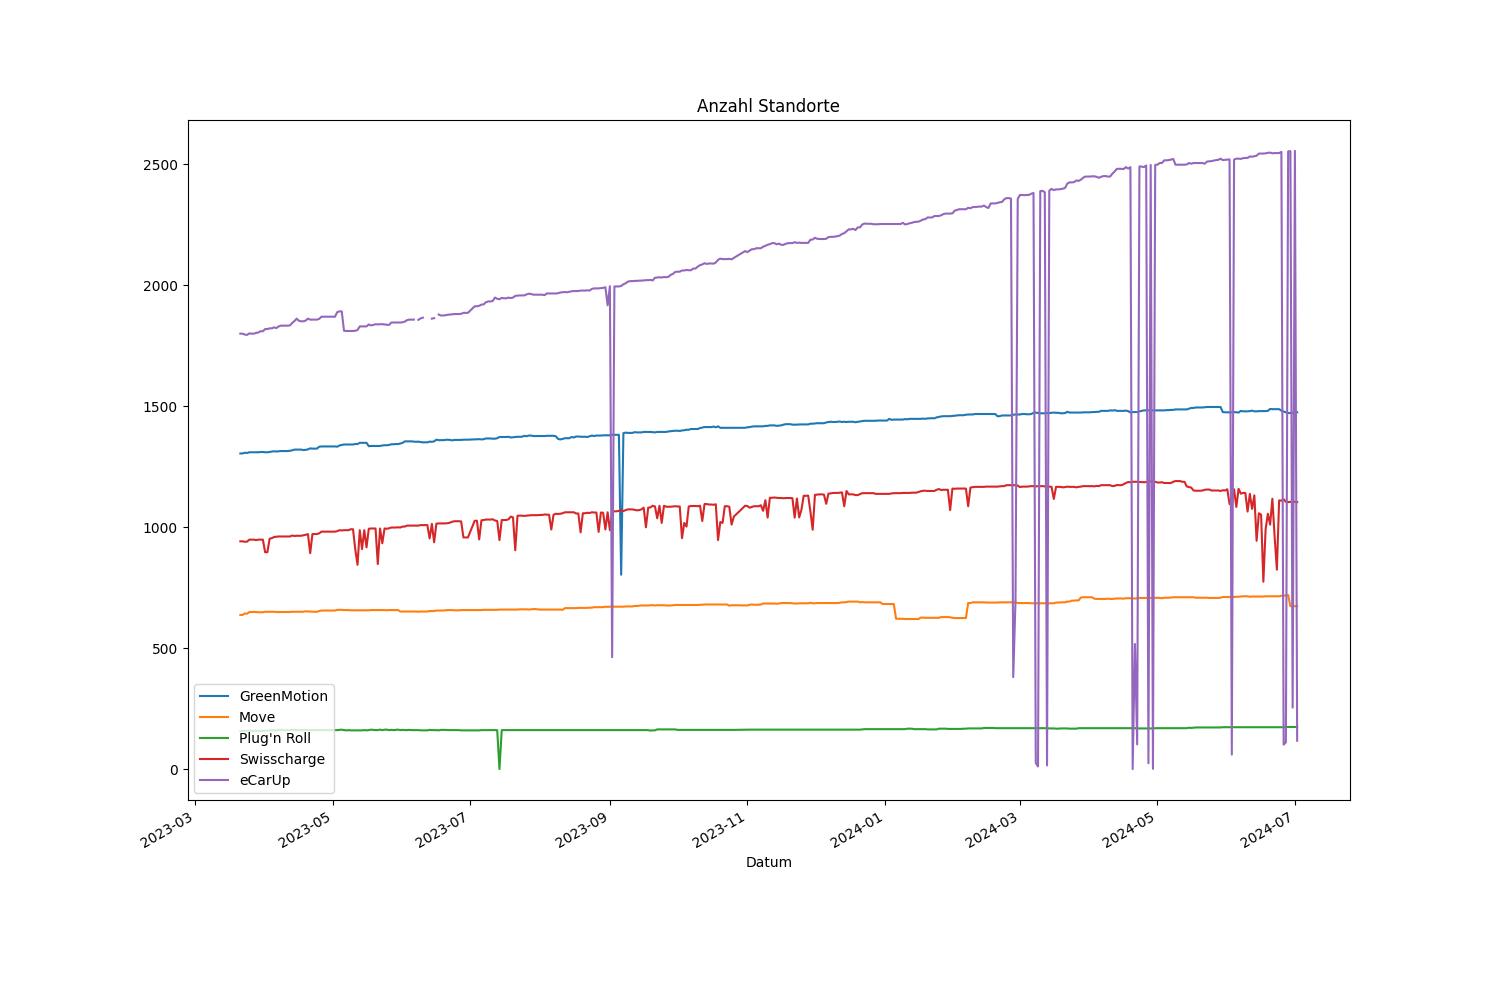 Anzahl Standorte
2500
2000
1500
1000
500
0
GreenMotion
Move
Plug'n Roll
Swisscharge
eCarUp
2023-03
2023-05
2023-07
2023-09
2023-11
2024-01
2024-03
2024-05
2024-07
Datum